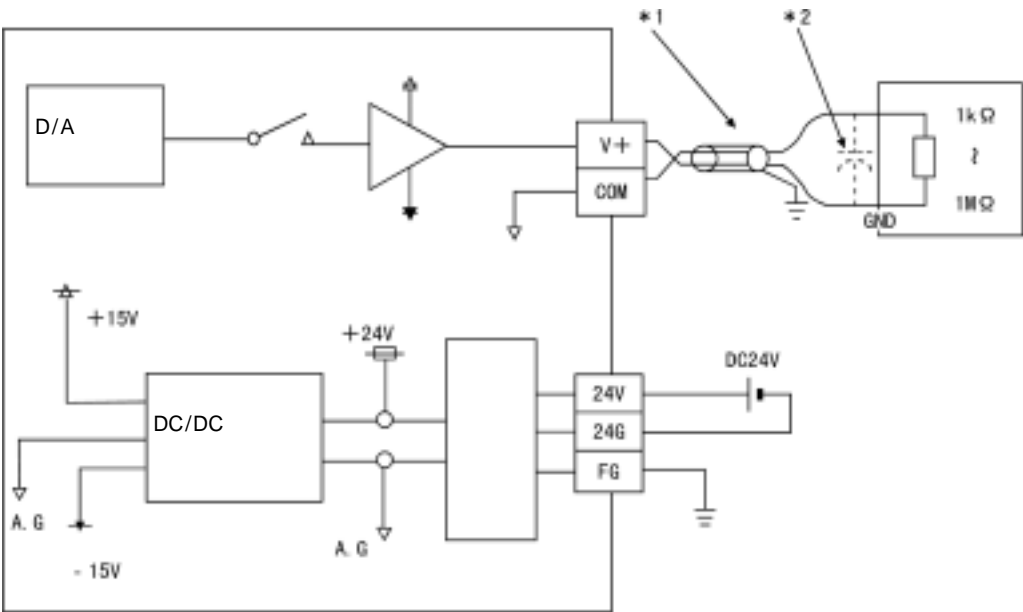 *1
*2
D/A
V+
1kΩ
~
COM
1MΩ
GND
+15V
+24V
DC24V
24V
DC/DC
24G
FG
A.G
A.G
-15V